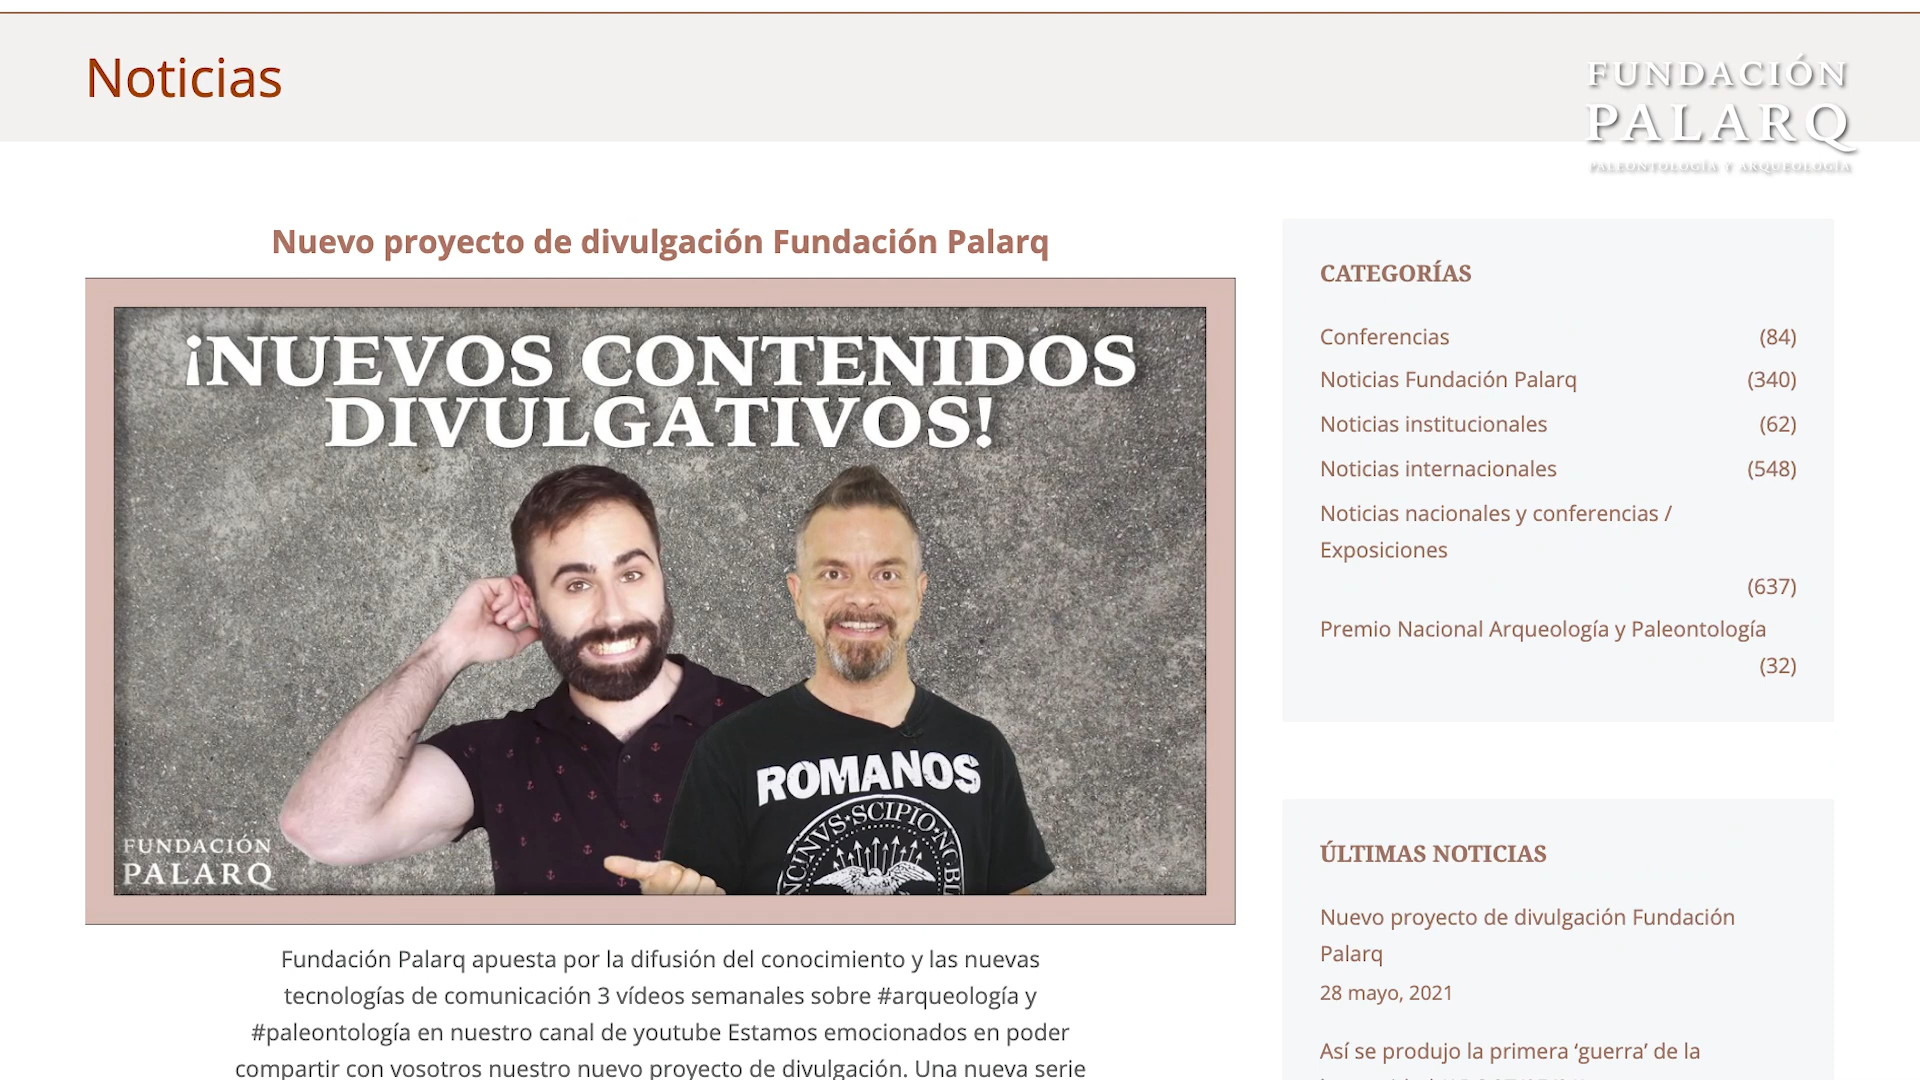 Noticias
FUNDACIÓN
PALARQ
PALEONTOLOGÍA Y ARQUEOLOGÍA
Nuevo proyecto de divulgación Fundación Palarq
¡NUEVOS CONTENIDOS
DIVULGATIVOS!
ROMANOS
SCIPIO
FUNDACIÓN
PALARQ
Fundación Palarq apuesta por la difusión del conocimiento y las nuevas
tecnologías de comunicación 3 vídeos semanales sobre #arqueología y
#paleontología en nuestro canal de youtube Estamos emocionados en poder
compartir con vosotros nuestro nuevo proyecto de divulgación. Una nueva serie
CATEGORÍAS
Conferencias (84)
Noticias Fundación Palarq (340)
Noticias institucionales (62)
Noticias internacionales (548)
Noticias nacionales y conferencias /
Exposiciones
(637)
Premio Nacional Arqueología y Paleontología
(32)
ÚLTIMAS NOTICIAS
Nuevo proyecto de divulgación Fundación
Palarq
28 mayo, 2021
Así se produjo la primera ‘guerra’ de la